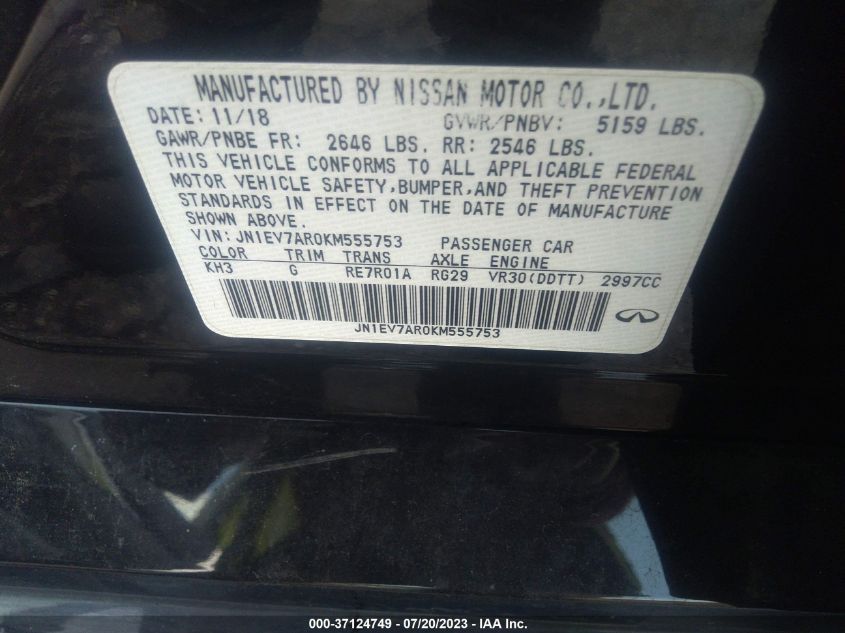 MANUFACTURED BY NISSAN MOTOR CO.,LTD.
DATE: 11/18 GVWR/PNBV: 5159 LBS.
GAWR/PNBE FR: 2646 LBS. RR: 2546 LBS.
THIS VEHICLE CONFORMS TO ALL APPLICABLE FEDERAL
MOTOR VEHICLE SAFETY,BUMPER,AND THEFT PREVENTION
STANDARDS IN EFFECT ON THE DATE OF MANUFACTURE
SHOWN ABOVE.
VIN: JN1EV7AR0KM555753 PASSENGER CAR
COLOR TRIM TRANS AXLE ENGINE
KH3 G RE7R01A RG29 VR30(DDTT) 2997CC
JN1EV7AR0KM555753
000-37124749 - 07/20/2023 - IAA Inc.